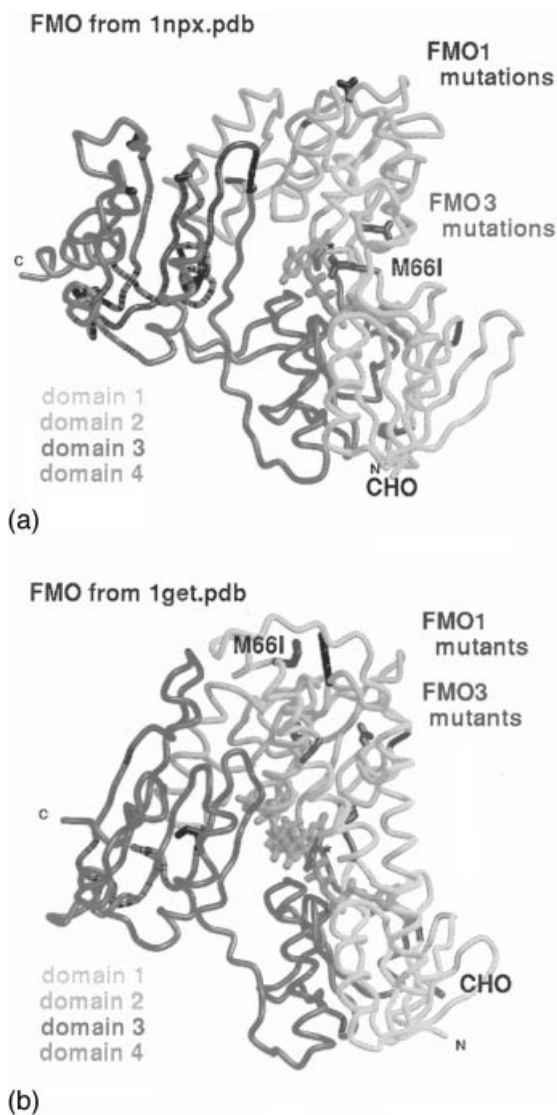 FMO from 1npx.pdb
FMO1
mutations
FMO3
mutations
M66I
C
domain 1
domain 2
domain 3
domain 4
N
CHO
(a)
FMO from 1get.pdb
M66I
FMO1
mutants
FMO3
mutants
C
domain 1
domain 2
domain 3
domain 4
CHO
N
(b)